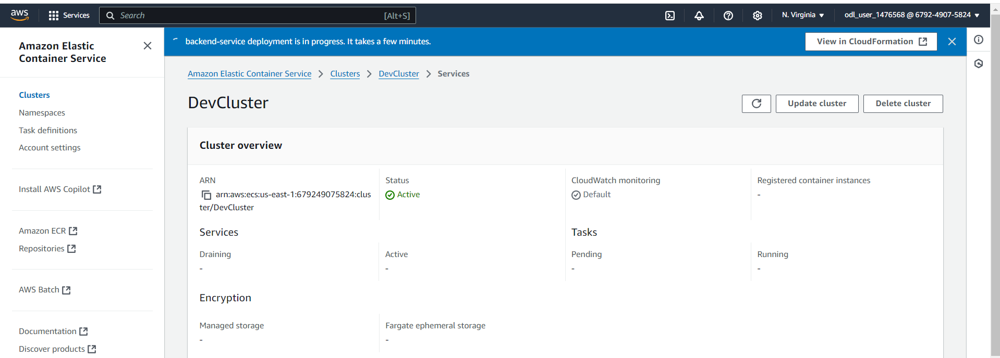 aws
Services
Search [Alt+S]
N. Virginia
odl_user_1476568 @ 6792-4907-5824
Amazon Elastic
Container Service
Clusters
Namespaces
Task definitions
Account settings
Install AWS Copilot
Amazon ECR
Repositories
AWS Batch
Documentation
Discover products
backend-service deployment is in progress. It takes a few minutes.
View in CloudFormation
Amazon Elastic Container Service > Clusters > DevCluster > Services
DevCluster
Update cluster
Delete cluster
Cluster overview
ARN
arn:aws:ecs:us-east-1:679249075824:clus
ter/DevCluster
Status
Active
CloudWatch monitoring
Default
Registered container instances
-
Services
Draining
-
Active
-
Tasks
Pending
-
Running
-
Encryption
Managed storage
-
Fargate ephemeral storage
-